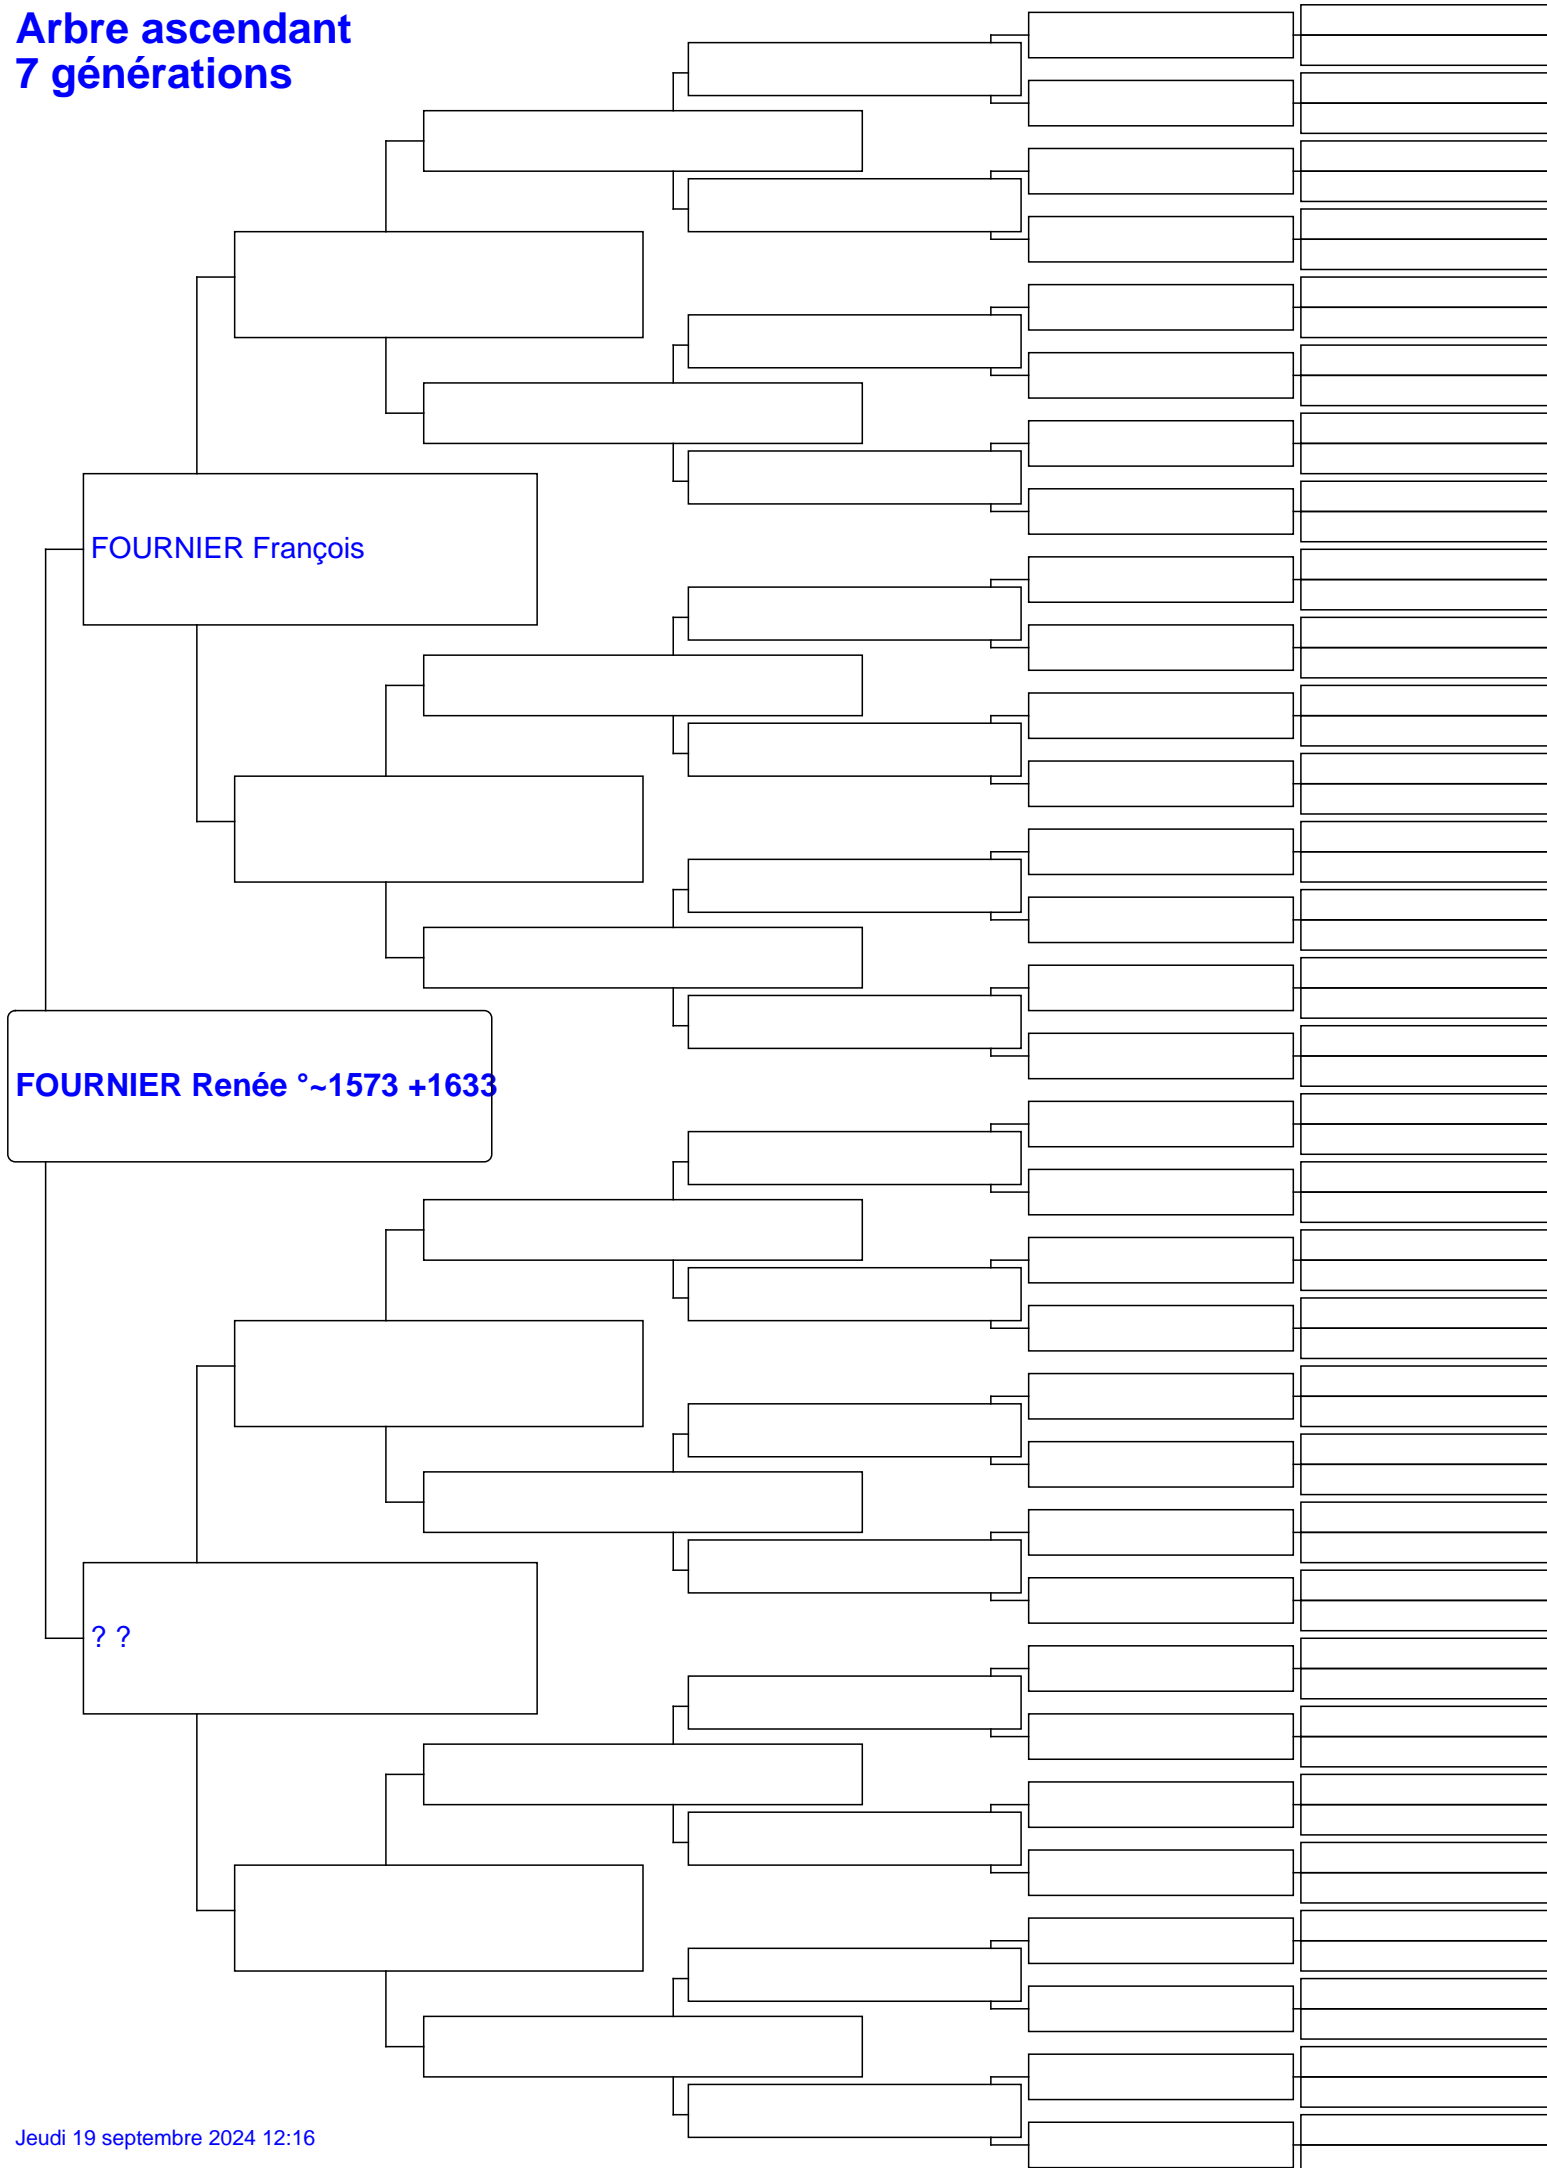 Arbre ascendant
7 générations
FOURNIER François
FOURNIER Renée °~1573 +1633
? ?
Jeudi 19 septembre 2024 12:16